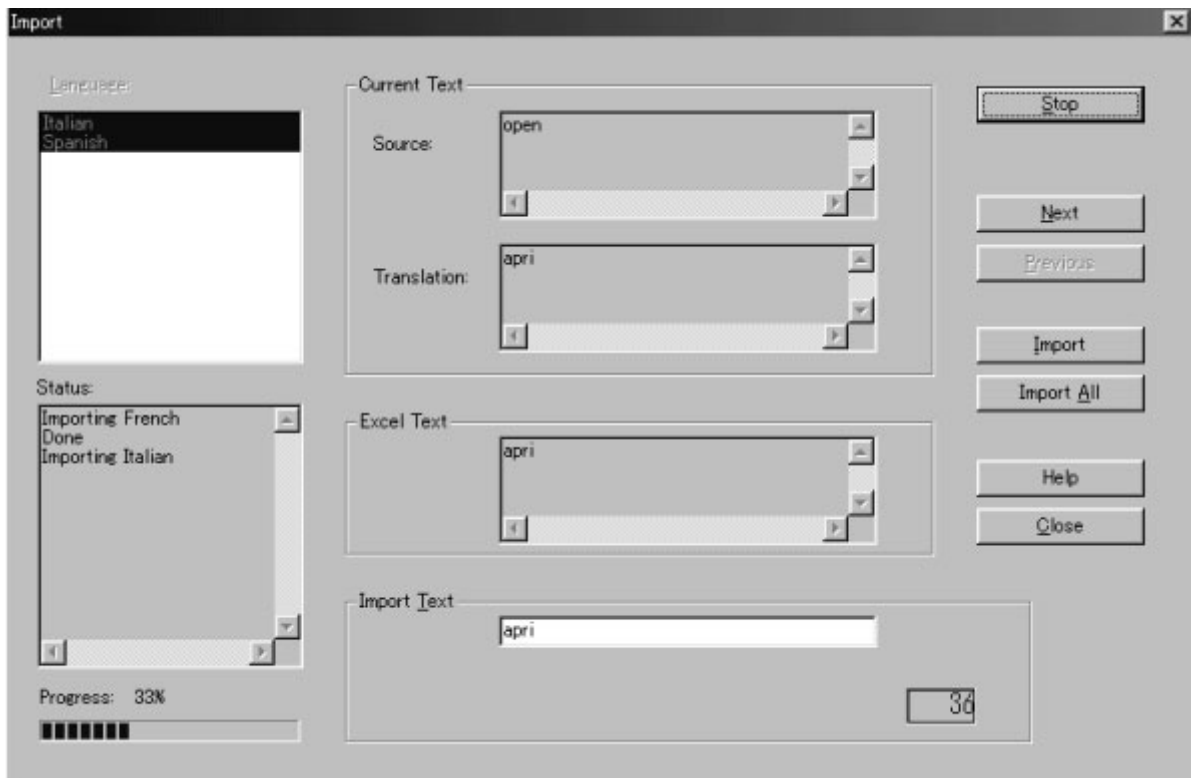 Import
Language:
Italian
Spanish
Status:
Importing French
Done
Importing Italian
Progress: 33%
Current Text
Source:
open
Translation:
apri
Excel Text
apri
Import Text
apri
36
Stop
Next
Previous
Import
Import All
Help
Close